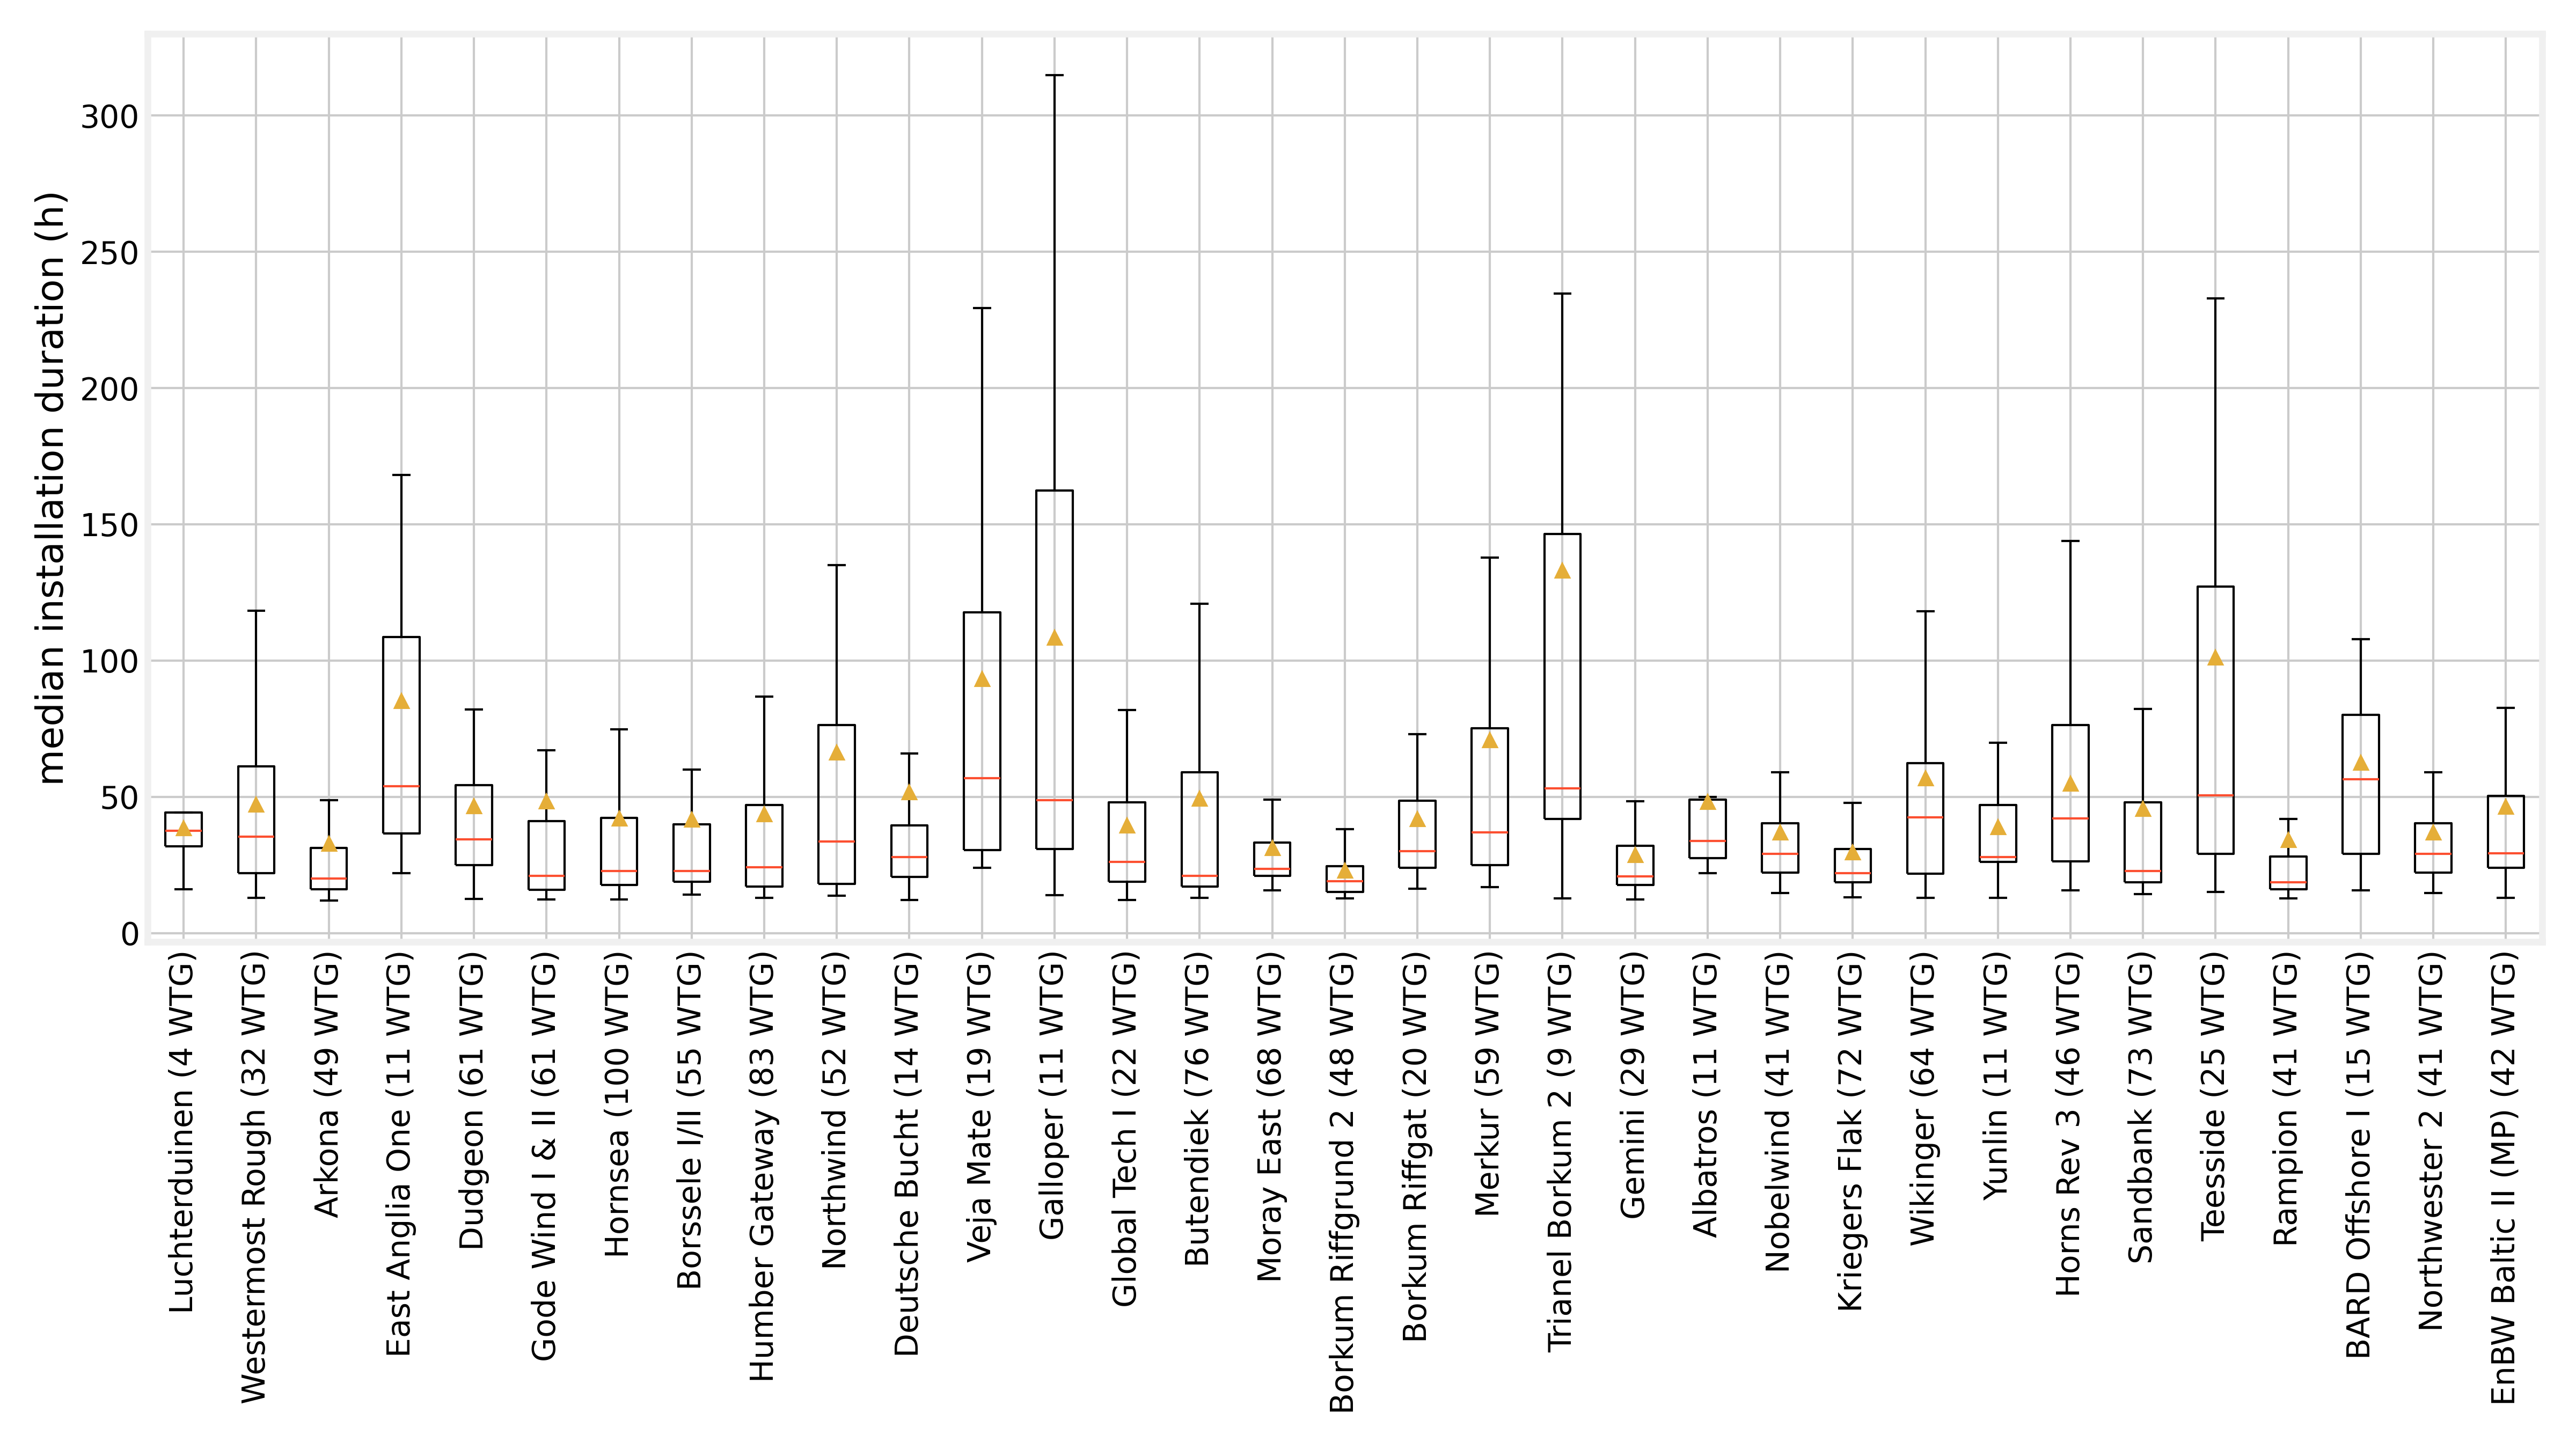 median installation duration (h)
300
250
200
150
100
50
0
Luchterduinen (4 WTG)
Westermost Rough (32 WTG)
Arkona (49 WTG)
East Anglia One (11 WTG)
Dudgeon (61 WTG)
Gode Wind I & II (61 WTG)
Hornsea (100 WTG)
Borssele I/II (55 WTG)
Humber Gateway (83 WTG)
Northwind (52 WTG)
Deutsche Bucht (14 WTG)
Veja Mate (19 WTG)
Galloper (11 WTG)
Global Tech I (22 WTG)
Butendiek (76 WTG)
Moray East (68 WTG)
Borkum Riffgrund 2 (48 WTG)
Borkum Riffgat (20 WTG)
Merkur (59 WTG)
Trianel Borkum 2 (9 WTG)
Gemini (29 WTG)
Albatros (11 WTG)
Nobelwind (41 WTG)
Kriegers Flak (72 WTG)
Wikinger (64 WTG)
Yunlin (11 WTG)
Horns Rev 3 (46 WTG)
Sandbank (73 WTG)
Teesside (25 WTG)
Rampion (41 WTG)
BARD Offshore I (15 WTG)
Northwester 2 (41 WTG)
EnBW Baltic II (MP) (42 WTG)